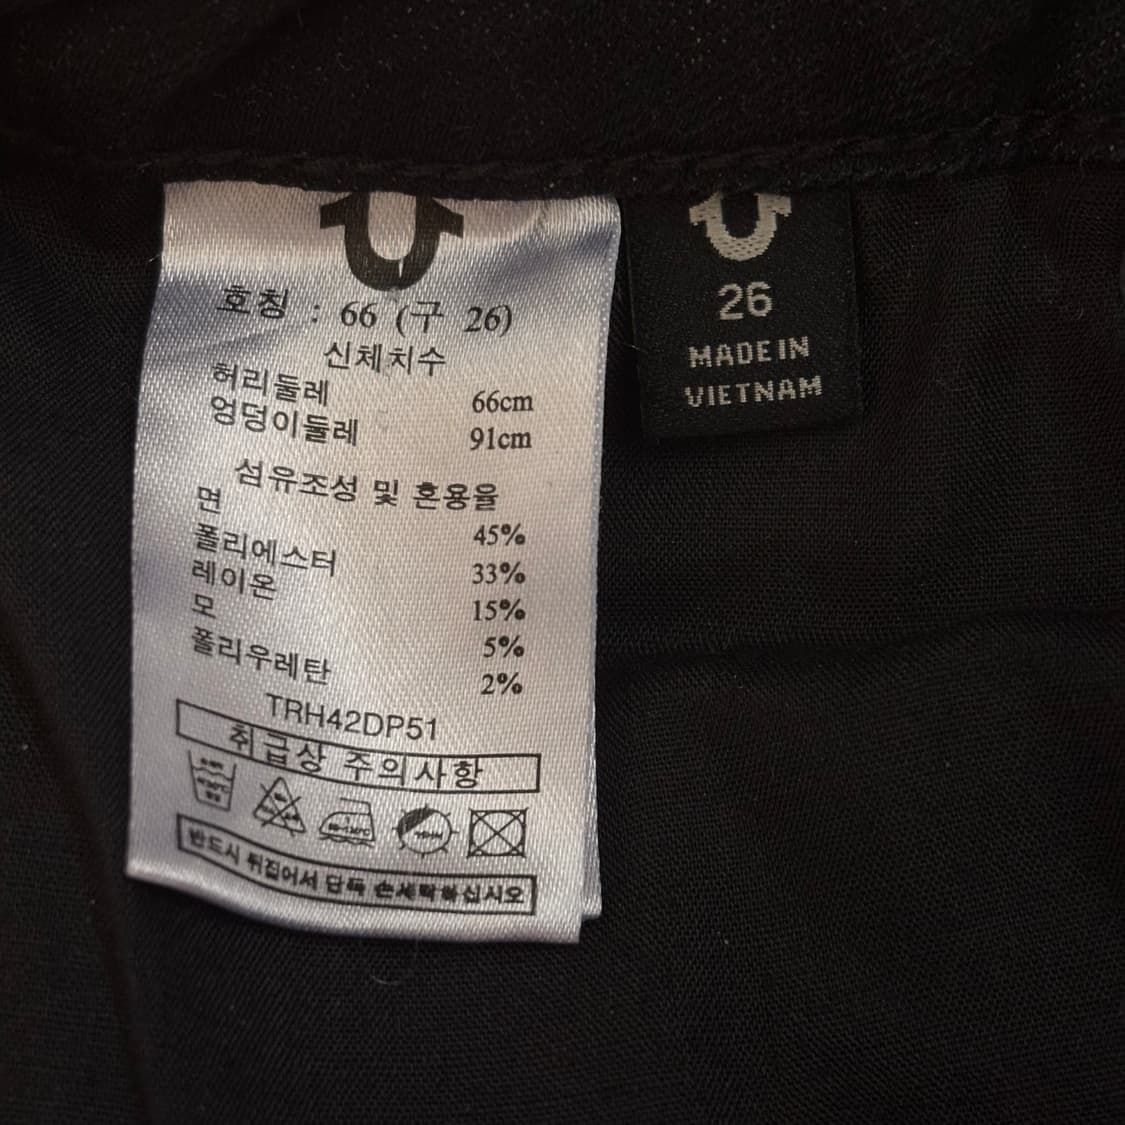 호칭 : 66 (구 26)
신체치수
허리둘레 66cm
엉덩이둘레 91cm
섬유조성 및 혼용율
면 45%
폴리에스터 33%
레이온 15%
모 5%
폴리우레탄 2%
TRH42DP51
취급상 주의사항
반드시 뒤집어서 단독 손세탁하십시오
26
MADE IN
VIETNAM